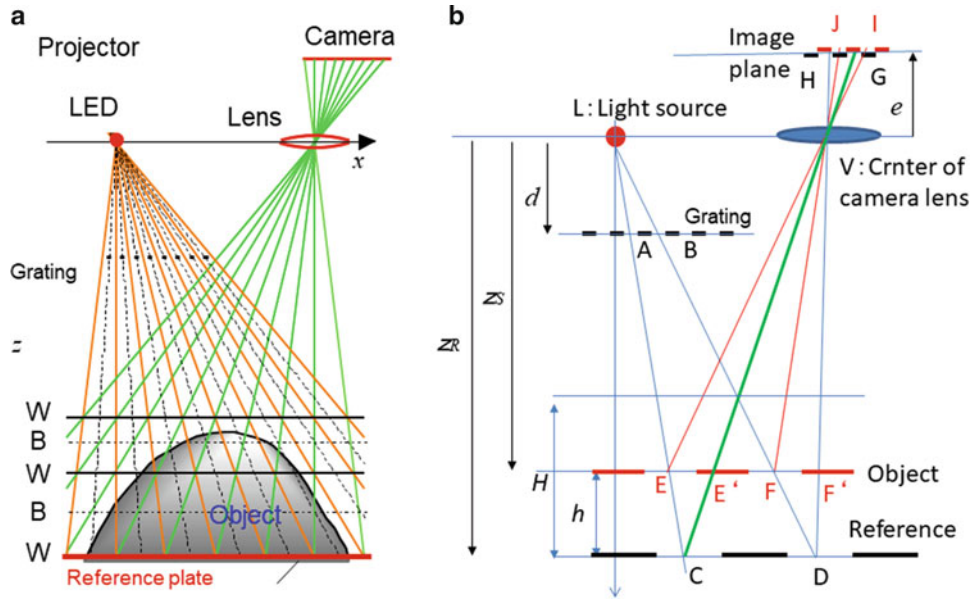 a
Projector
Camera
LED
Lens
x
Grating
z
W
B
W
B
Object
W
Reference plate
b
J I
Image
plane
H G
e
L : Light source
V : Crnter of
camera lens
d
Grating
A B
zS
zR
H
h
E E‘ F F‘
Object
Reference
C D